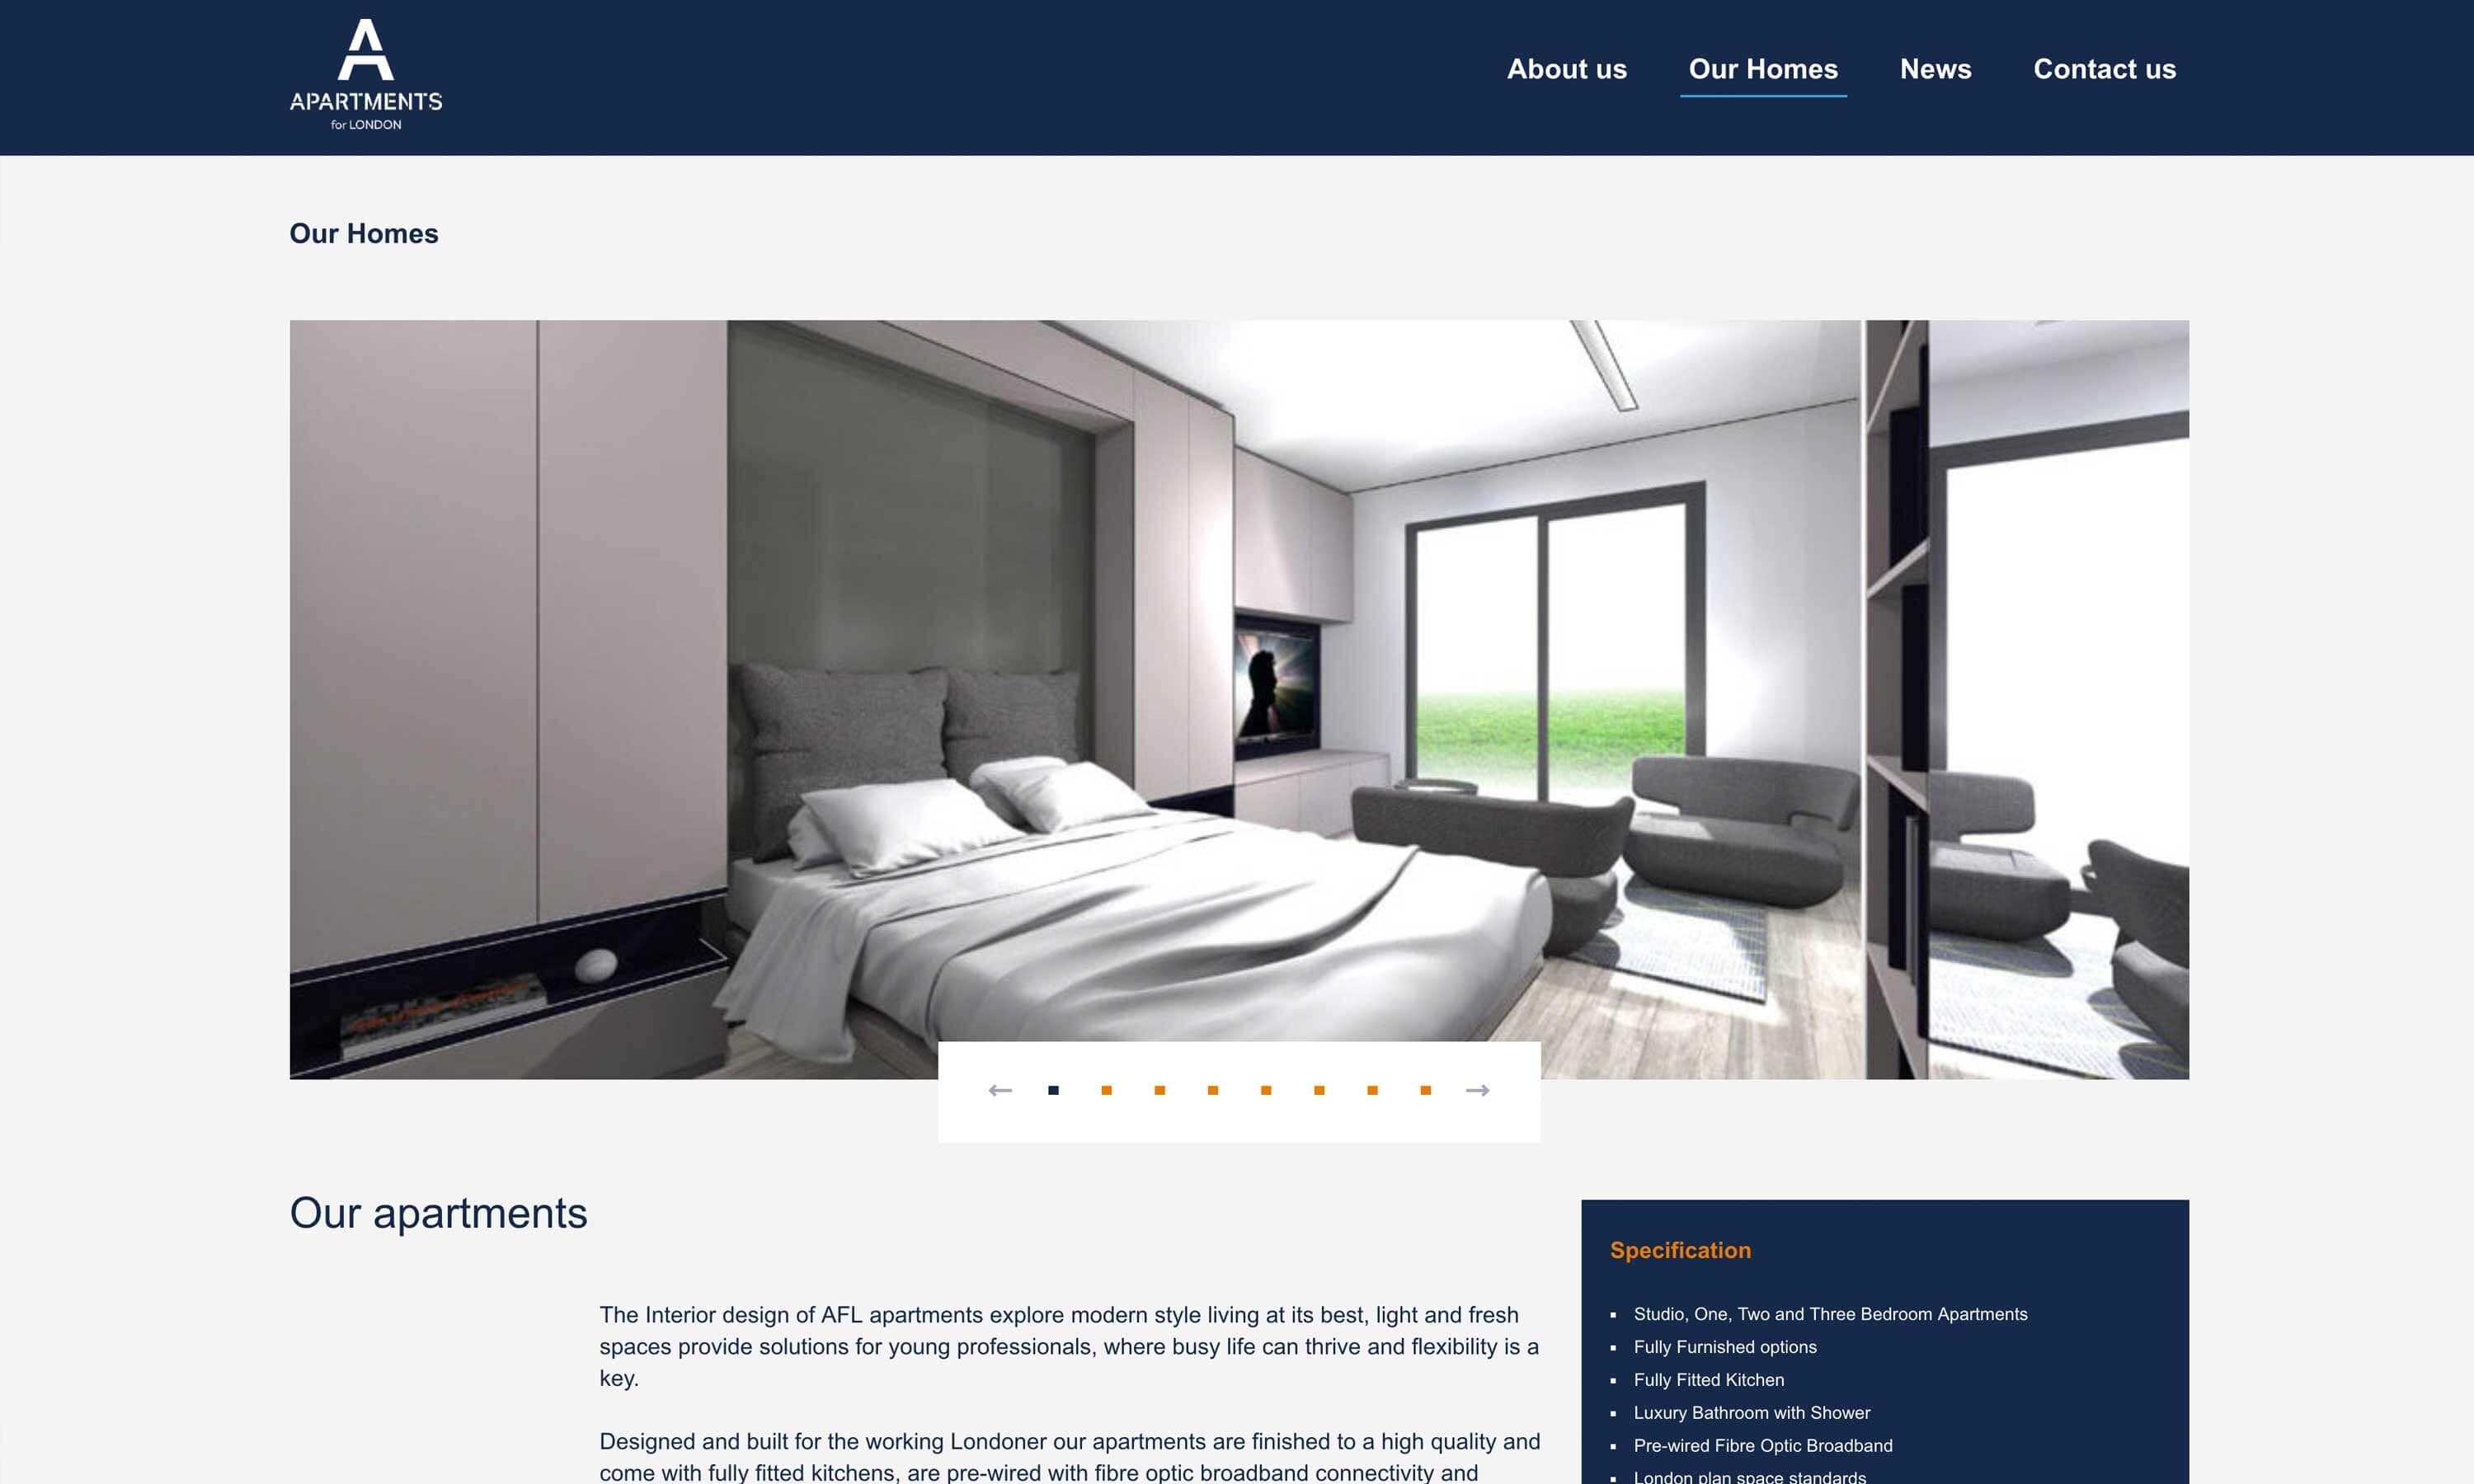 APARTMENTS
for LONDON
About us
Our Homes
News
Contact us
Our Homes
Our apartments
The Interior design of AFL apartments explore modern style living at its best, light and fresh
spaces provide solutions for young professionals, where busy life can thrive and flexibility is a
key.
Designed and built for the working Londoner our apartments are finished to a high quality and
come with fully fitted kitchens, are pre-wired with fibre optic broadband connectivity and
Specification
Studio, One, Two and Three Bedroom Apartments
Fully Furnished options
Fully Fitted Kitchen
Luxury Bathroom with Shower
Pre-wired Fibre Optic Broadband
London plan space standards